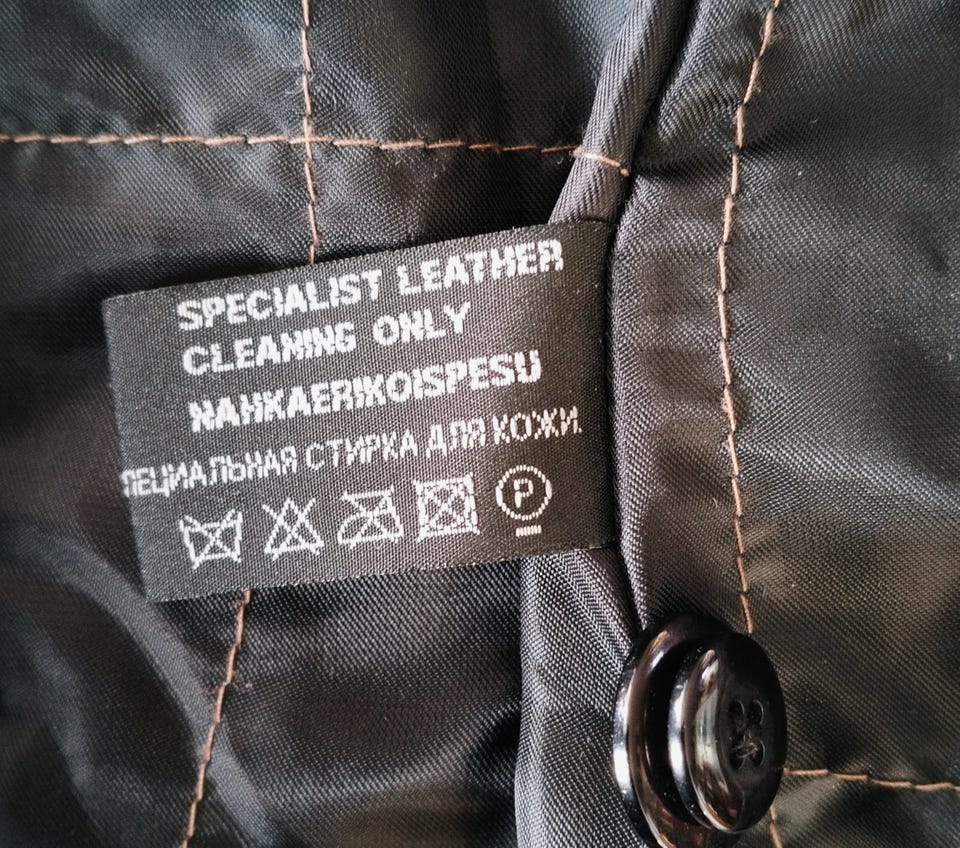 SPECIALIST LEATHER
CLEANING ONLY
NAHKAERIKOISPESU
ПЕЦИАЛЬНАЯ СТИРКА ДЛЯ КОЖИ.
P